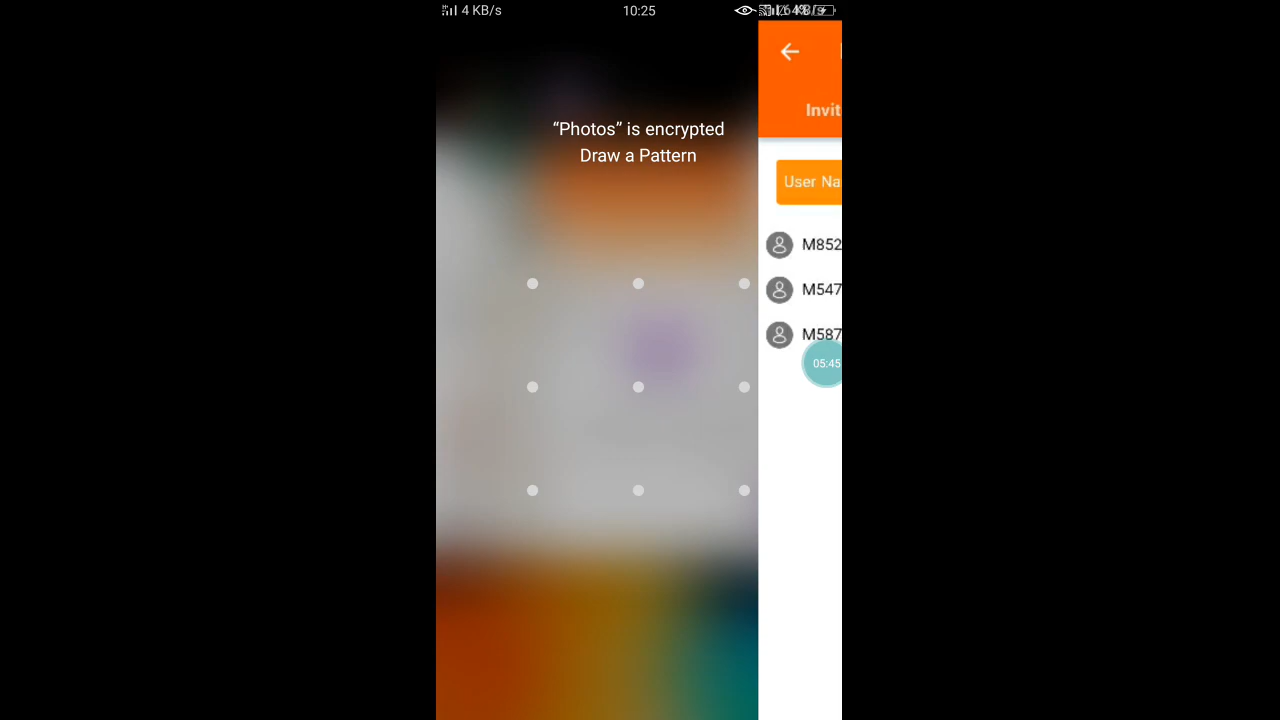 4 KB/s
10:25
"Photos" is encrypted
Draw a Pattern
Invit
User Na
M852
M547
M587
05:45